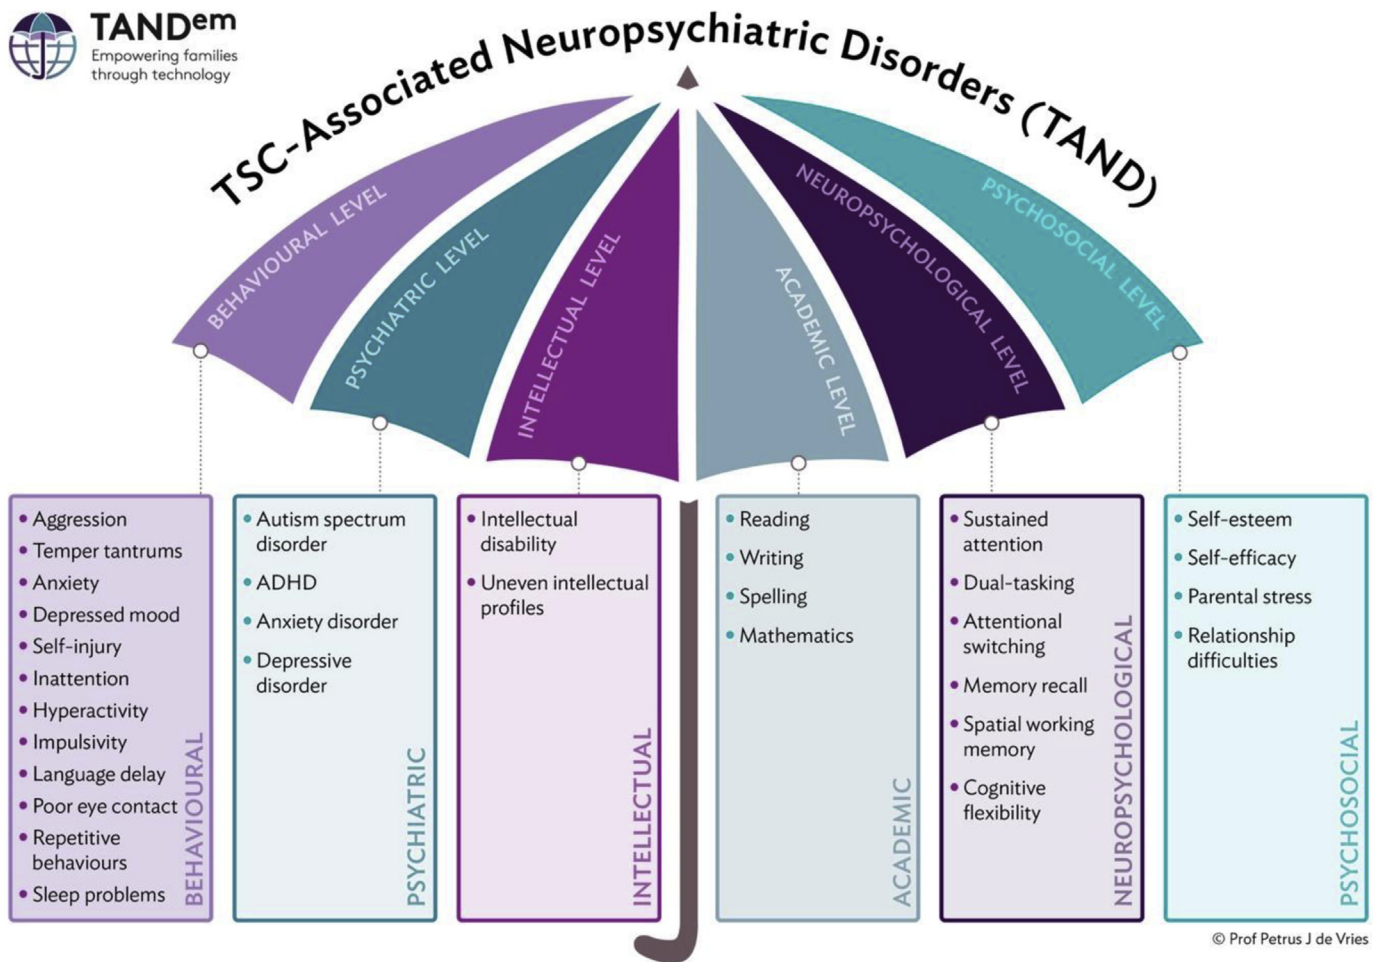 TANDem
Empowering families
through technology
TSC-Associated Neuropsychiatric Disorders (TAND)
BEHAVIOURAL LEVEL
PSYCHIATRIC LEVEL
INTELLECTUAL LEVEL
ACADEMIC LEVEL
NEUROPSYCHOLOGICAL LEVEL
PSYCHOSOCIAL LEVEL
• Aggression
• Temper tantrums
• Anxiety
• Depressed mood
• Self-injury
• Inattention
• Hyperactivity
• Impulsivity
• Language delay
• Poor eye contact
• Repetitive
behaviours
• Sleep problems
BEHAVIOURAL
• Autism spectrum
disorder
• ADHD
• Anxiety disorder
• Depressive
disorder
PSYCHIATRIC
• Intellectual
disability
• Uneven intellectual
profiles
INTELLECTUAL
• Reading
• Writing
• Spelling
• Mathematics
ACADEMIC
• Sustained
attention
• Dual-tasking
• Attentional
switching
• Memory recall
• Spatial working
memory
• Cognitive
flexibility
NEUROPSYCHOLOGICAL
• Self-esteem
• Self-efficacy
• Parental stress
• Relationship
difficulties
PSYCHOSOCIAL
© Prof Petrus J de Vries